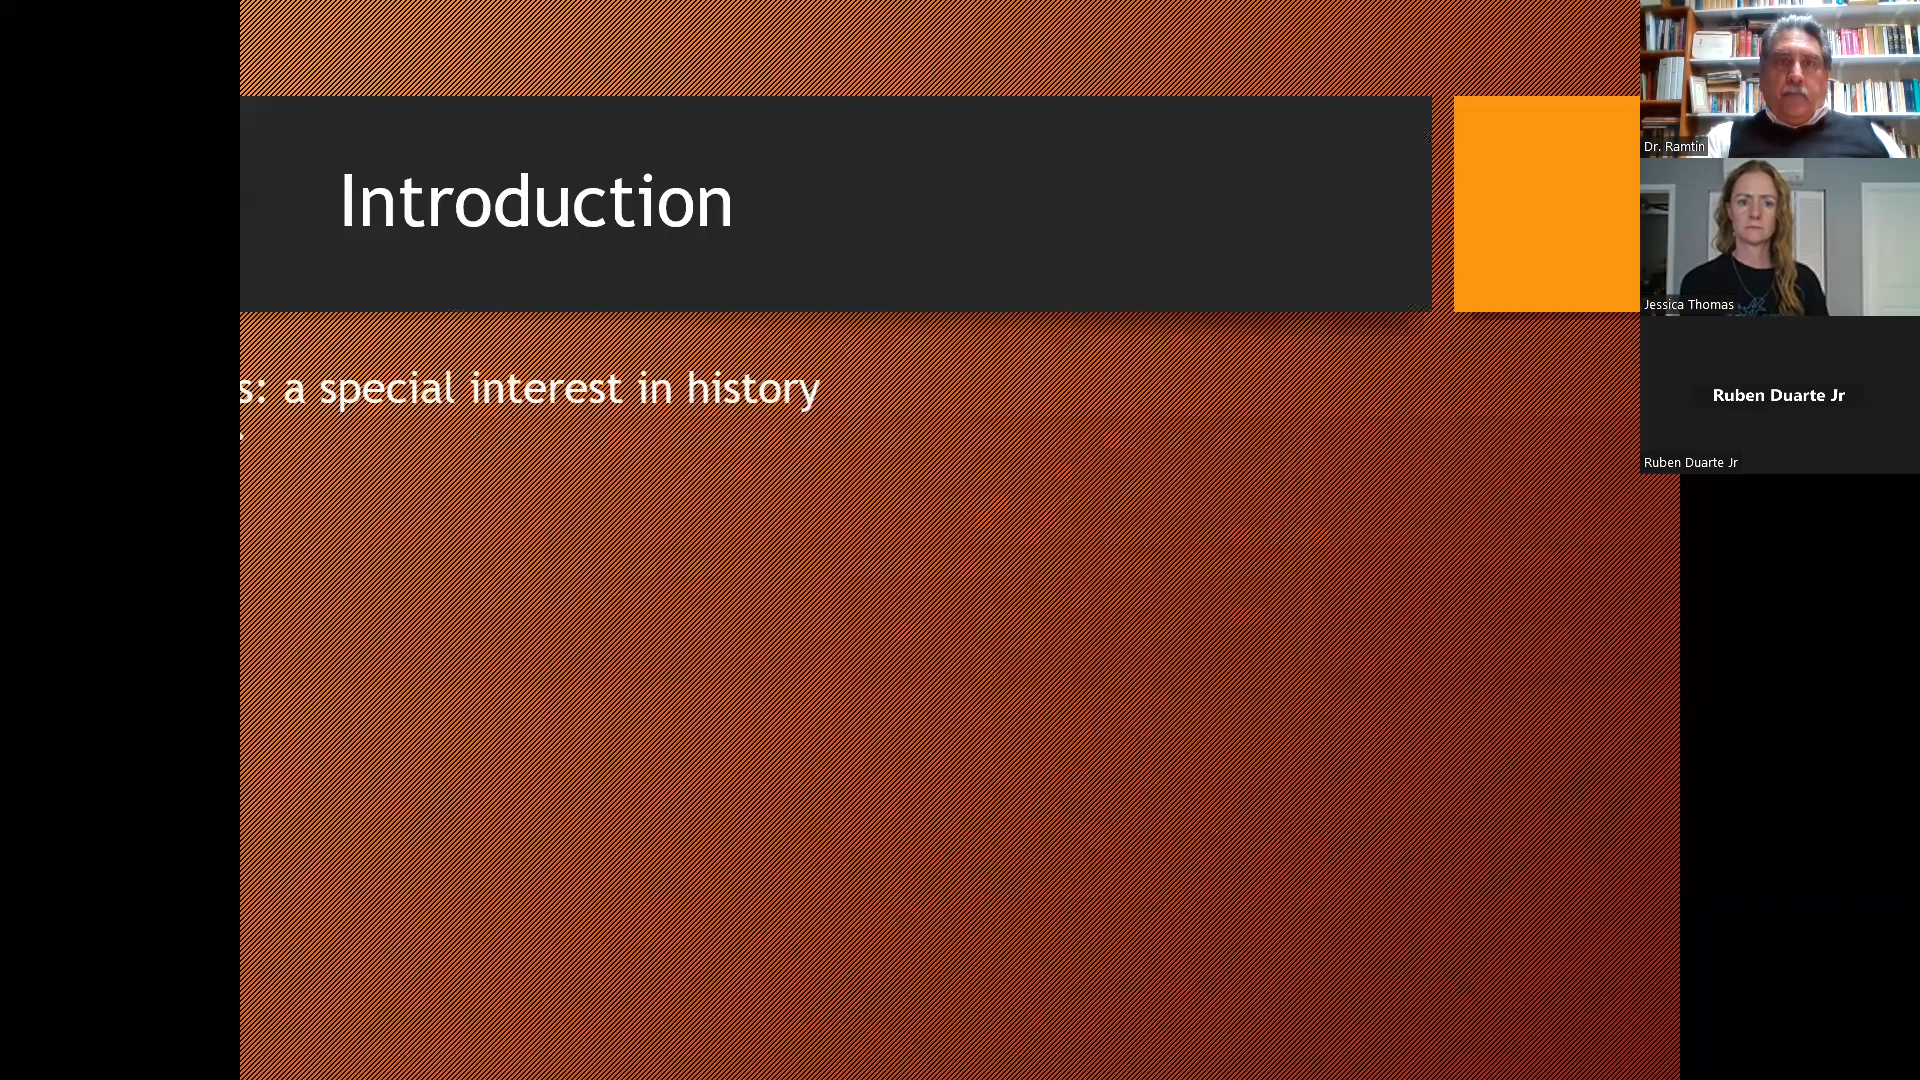 Introduction
s: a special interest in history
Dr. Ramtin
Jessica Thomas
Ruben Duarte Jr
Ruben Duarte Jr